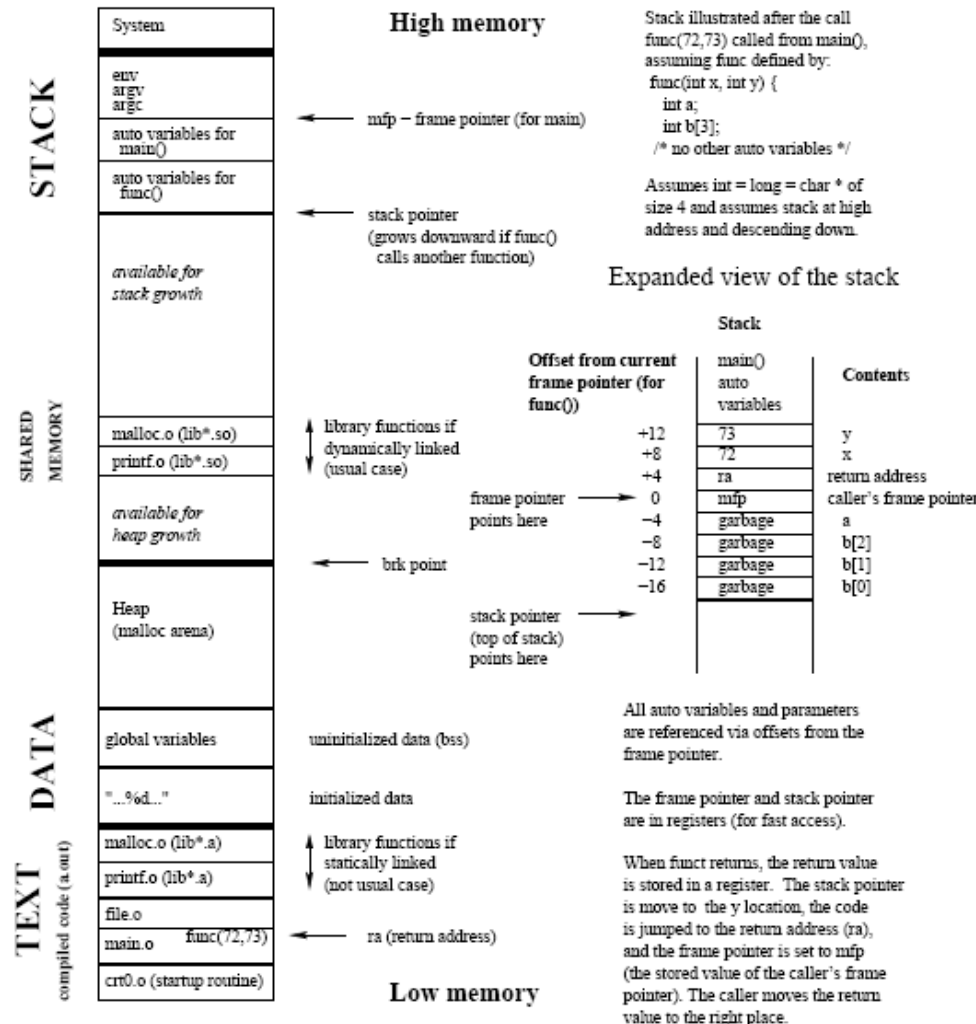 System
High memory
STACK
env
argv
argc
mfp – frame pointer (for main)
auto variables for
main()
auto variables for
func()
stack pointer
(grows downward if func()
calls another function)
available for
stack growth
SHARED
MEMORY
malloc.o (lib*.so)
printf.o (lib*.so)
library functions if
dynamically linked
(usual case)
available for
heap growth
brk point
Heap
(malloc arena)
DATA
global variables
uninitialized data (bss)
"...%d..."
initialized data
TEXT
compiled code (a.out)
malloc.o (lib*.a)
printf.o (lib*.a)
library functions if
statically linked
(not usual case)
file.o
main.o func(72,73)
ra (return address)
crt0.o (startup routine)
Low memory
Stack illustrated after the call
func(72,73) called from main(),
assuming func defined by:
func(int x, int y) {
int a;
int b[3];
/* no other auto variables */
Assumes int = long = char * of
size 4 and assumes stack at high
address and descending down.
Expanded view of the stack
Stack
Offset from current
frame pointer (for
func())
main()
auto
variables
Contents
+12 73 y
+8 72 x
+4 ra return address
frame pointer
points here
0 mfp caller's frame pointer
–4 garbage a
–8 garbage b[2]
–12 garbage b[1]
–16 garbage b[0]
stack pointer
(top of stack)
points here
All auto variables and parameters
are referenced via offsets from the
frame pointer.
The frame pointer and stack pointer
are in registers (for fast access).
When funct returns, the return value
is stored in a register. The stack pointer
is move to the y location, the code
is jumped to the return address (ra),
and the frame pointer is set to mfp
(the stored value of the caller's frame
pointer). The caller moves the return
value to the right place.